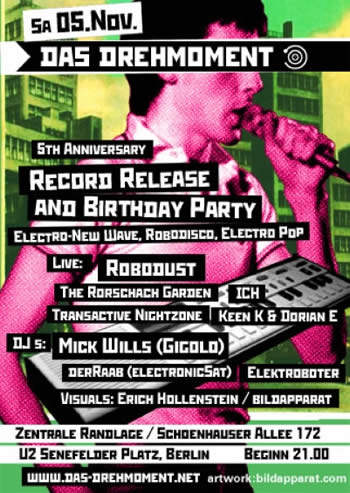 Sa 05.Nov.
Das Drehmoment
5th Anniversary
Record Release
and Birthday Party
Electro-New Wave, Robodisco, Electro Pop
Live: Robodust
The Rorschach Garden ich
Transactive Nightzone Keen K & Dorian E
DJ s: Mick Wills (Gigolo)
derRaab (electronicSat) Elektroboter
Visuals: Erich Hollenstein / bildapparat
Zentrale Randlage / Schoenhauser Allee 172
U2 Senefelder Platz, Berlin Beginn 21.00
www.das-drehmoment.net artwork:bildapparat.com